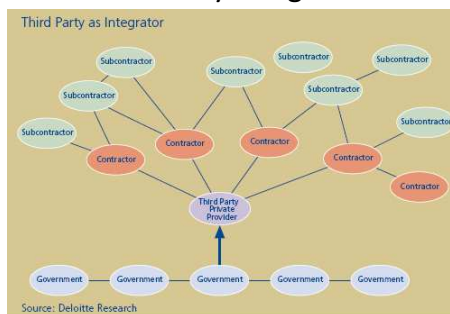 Third Party as Integrator
Subcontractor
Subcontractor
Subcontractor
Subcontractor
Subcontractor
Subcontractor
Subcontractor
Subcontractor
Contractor
Contractor
Contractor
Contractor
Contractor
Third Party
Private
Provider
Government
Government
Government
Government
Government
Source: Deloitte Research